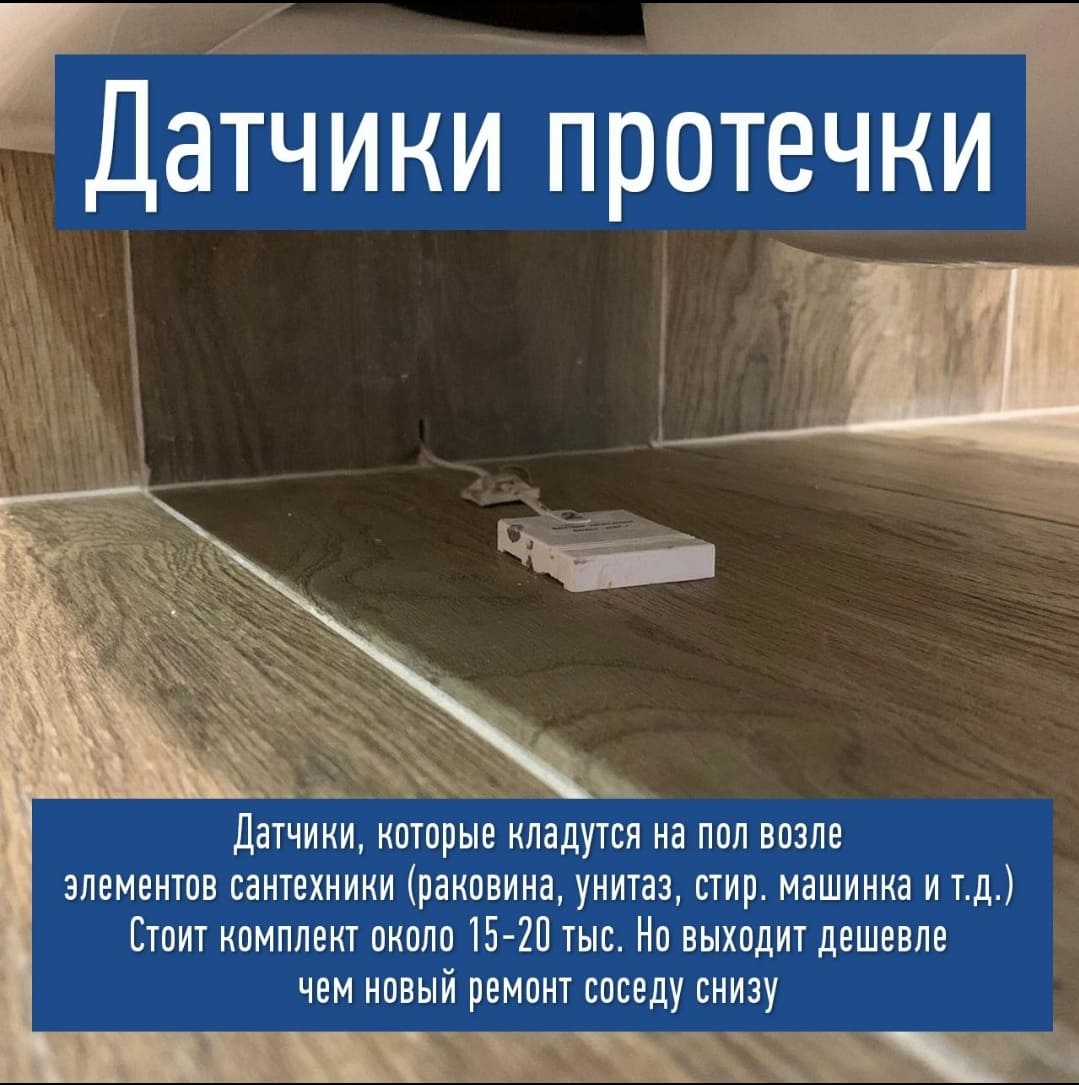 Датчики протечки
2
Датчики, которые кладутся на пол возле
элементов сантехники (раковина, унитаз, стир. машинка и т.д.)
Стоит комплект около 15-20 тыс. Но выходит дешевле
чем новый ремонт соседу снизу